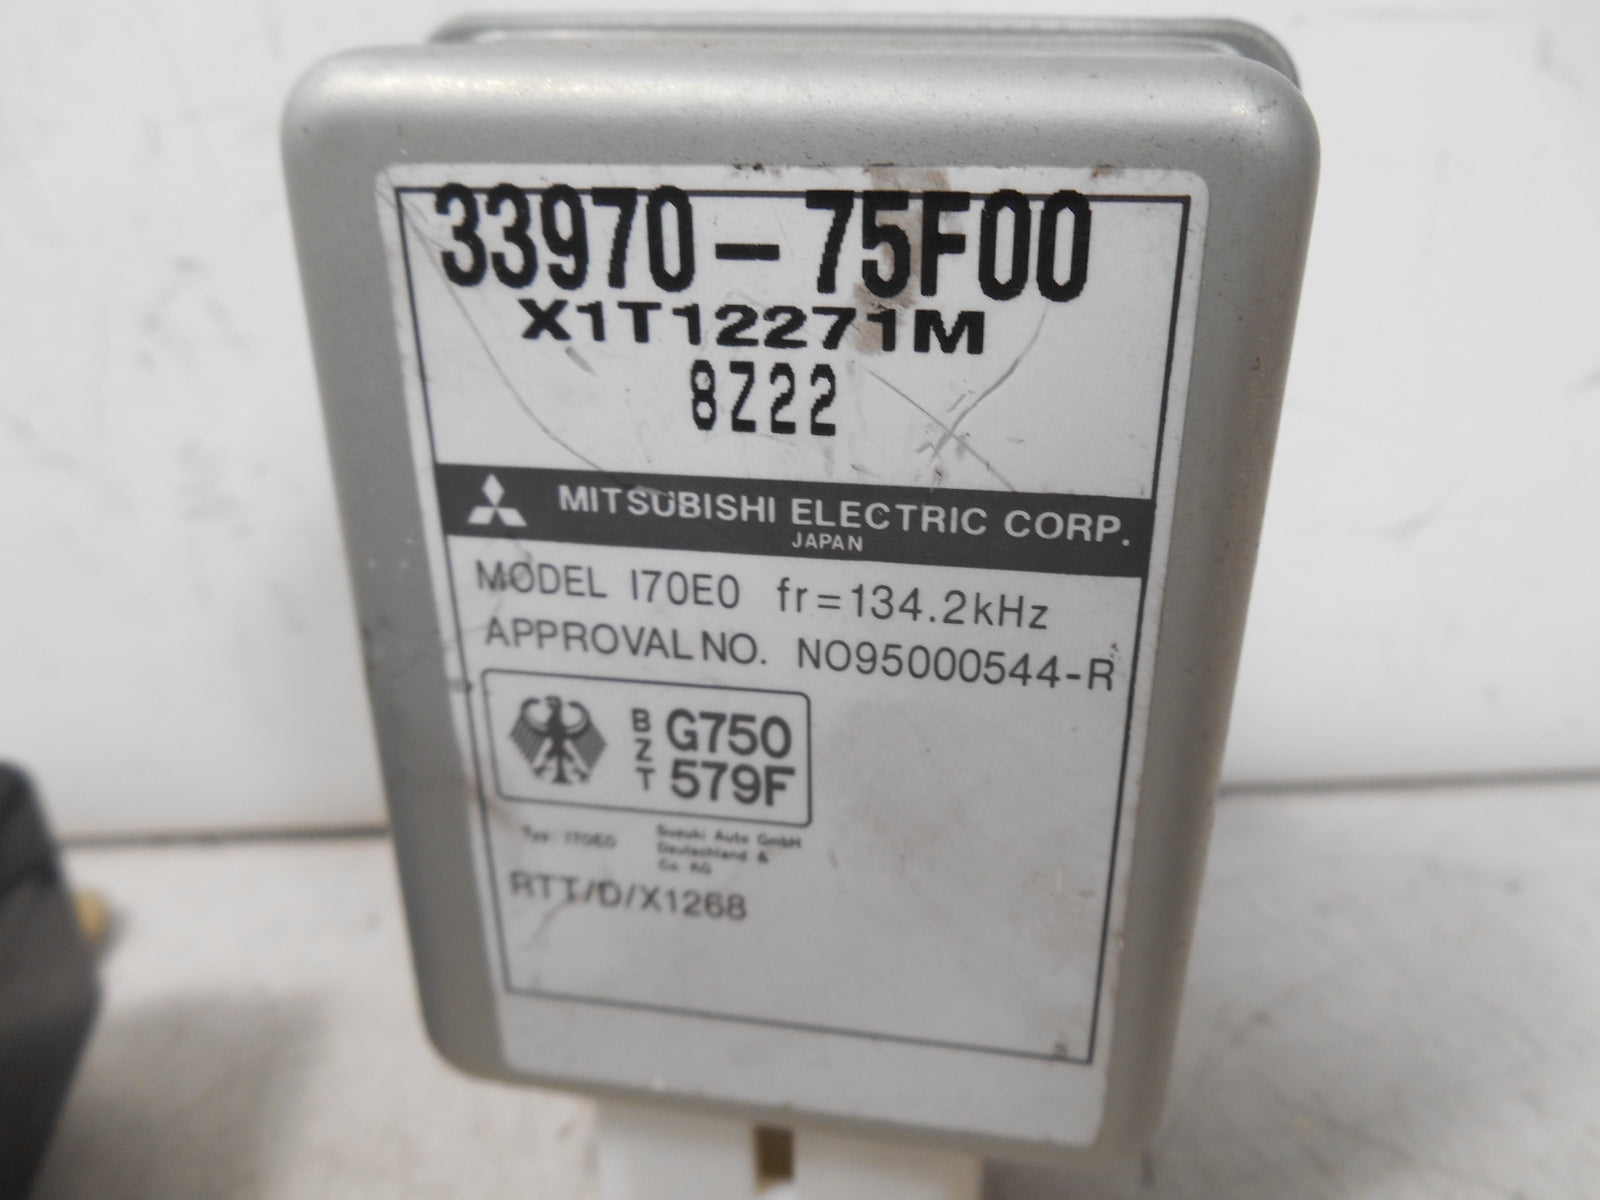 33970-75F00
X1T12271M
8Z22
MITSUBISHI ELECTRIC CORP.
JAPAN
MODEL I70E0 fr=134.2kHz
APPROVAL NO. NO95000544-R
BZT G750 579F
Typ: I70E0
Suzuki Auto GmbH
Deutschland &
Co. KG
RTT/D/X1268